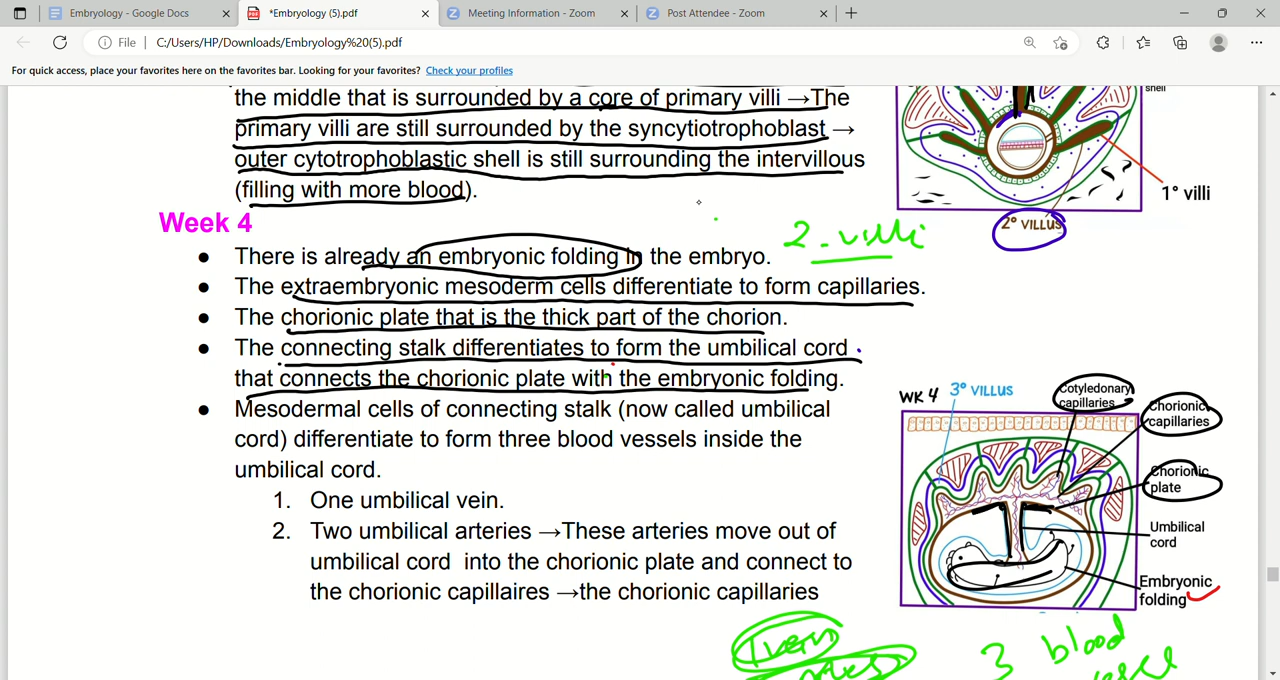 Embryology - Google Docs
*Embryology (5).pdf
Meeting Information - Zoom
Post Attendee - Zoom
File
C:/Users/HP/Downloads/Embryology%20(5).pdf
For quick access, place your favorites here on the favorites bar. Looking for your favorites? Check your profiles
the middle that is surrounded by a core of primary villi →The
primary villi are still surrounded by the syncytiotrophoblast →
outer cytotrophoblastic shell is still surrounding the intervillous
(filling with more blood).
shell
1° villi
2° VILLUS
Week 4
2-villi
● There is already an embryonic folding in the embryo.
● The extraembryonic mesoderm cells differentiate to form capillaries.
● The chorionic plate that is the thick part of the chorion.
● The connecting stalk differentiates to form the umbilical cord
that connects the chorionic plate with the embryonic folding.
● Mesodermal cells of connecting stalk (now called umbilical
cord) differentiate to form three blood vessels inside the
umbilical cord.
1. One umbilical vein.
2. Two umbilical arteries →These arteries move out of
umbilical cord into the chorionic plate and connect to
the chorionic capillaires →the chorionic capillaries
WK 4 3° VILLUS
Cotyledonary
capillaries
Chorionic
capillaries
Chorionic
plate
Umbilical
cord
Embryonic
folding
3 blood